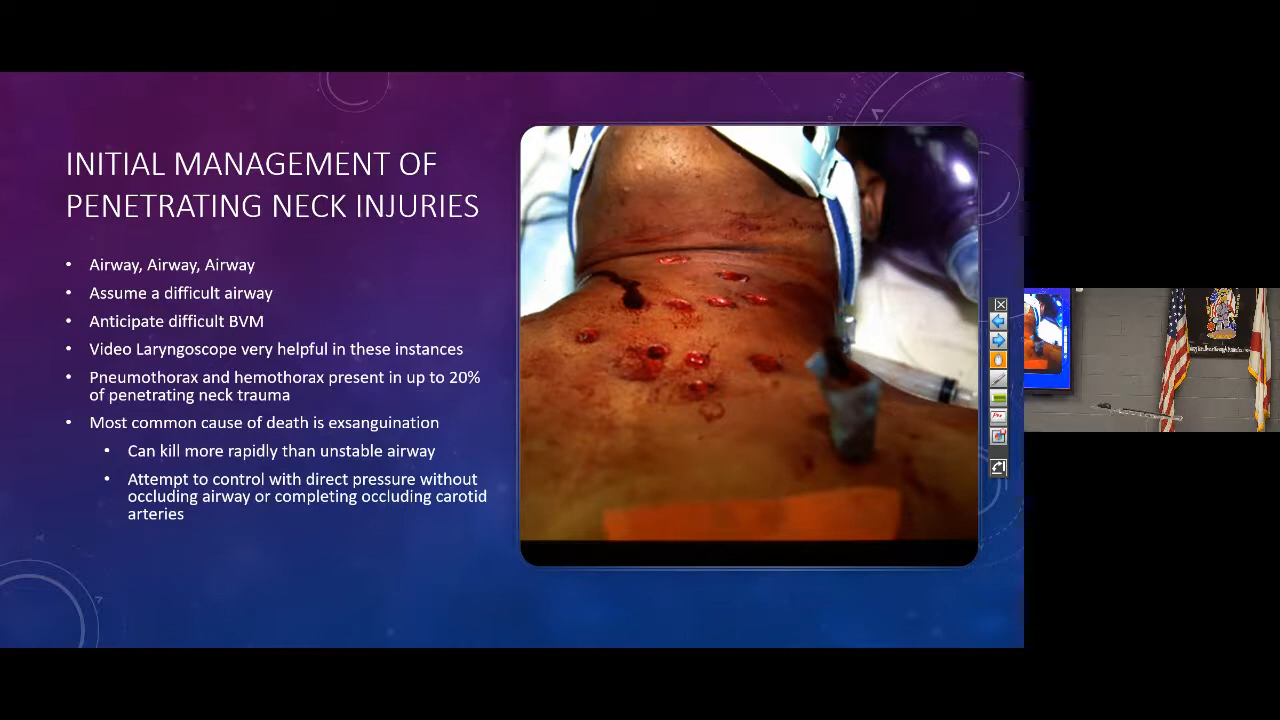 INITIAL MANAGEMENT OF
PENETRATING NECK INJURIES
• Airway, Airway, Airway
• Assume a difficult airway
• Anticipate difficult BVM
• Video Laryngoscope very helpful in these instances
• Pneumothorax and hemothorax present in up to 20%
of penetrating neck trauma
• Most common cause of death is exsanguination
• Can kill more rapidly than unstable airway
• Attempt to control with direct pressure without
occluding airway or completing occluding carotid
arteries